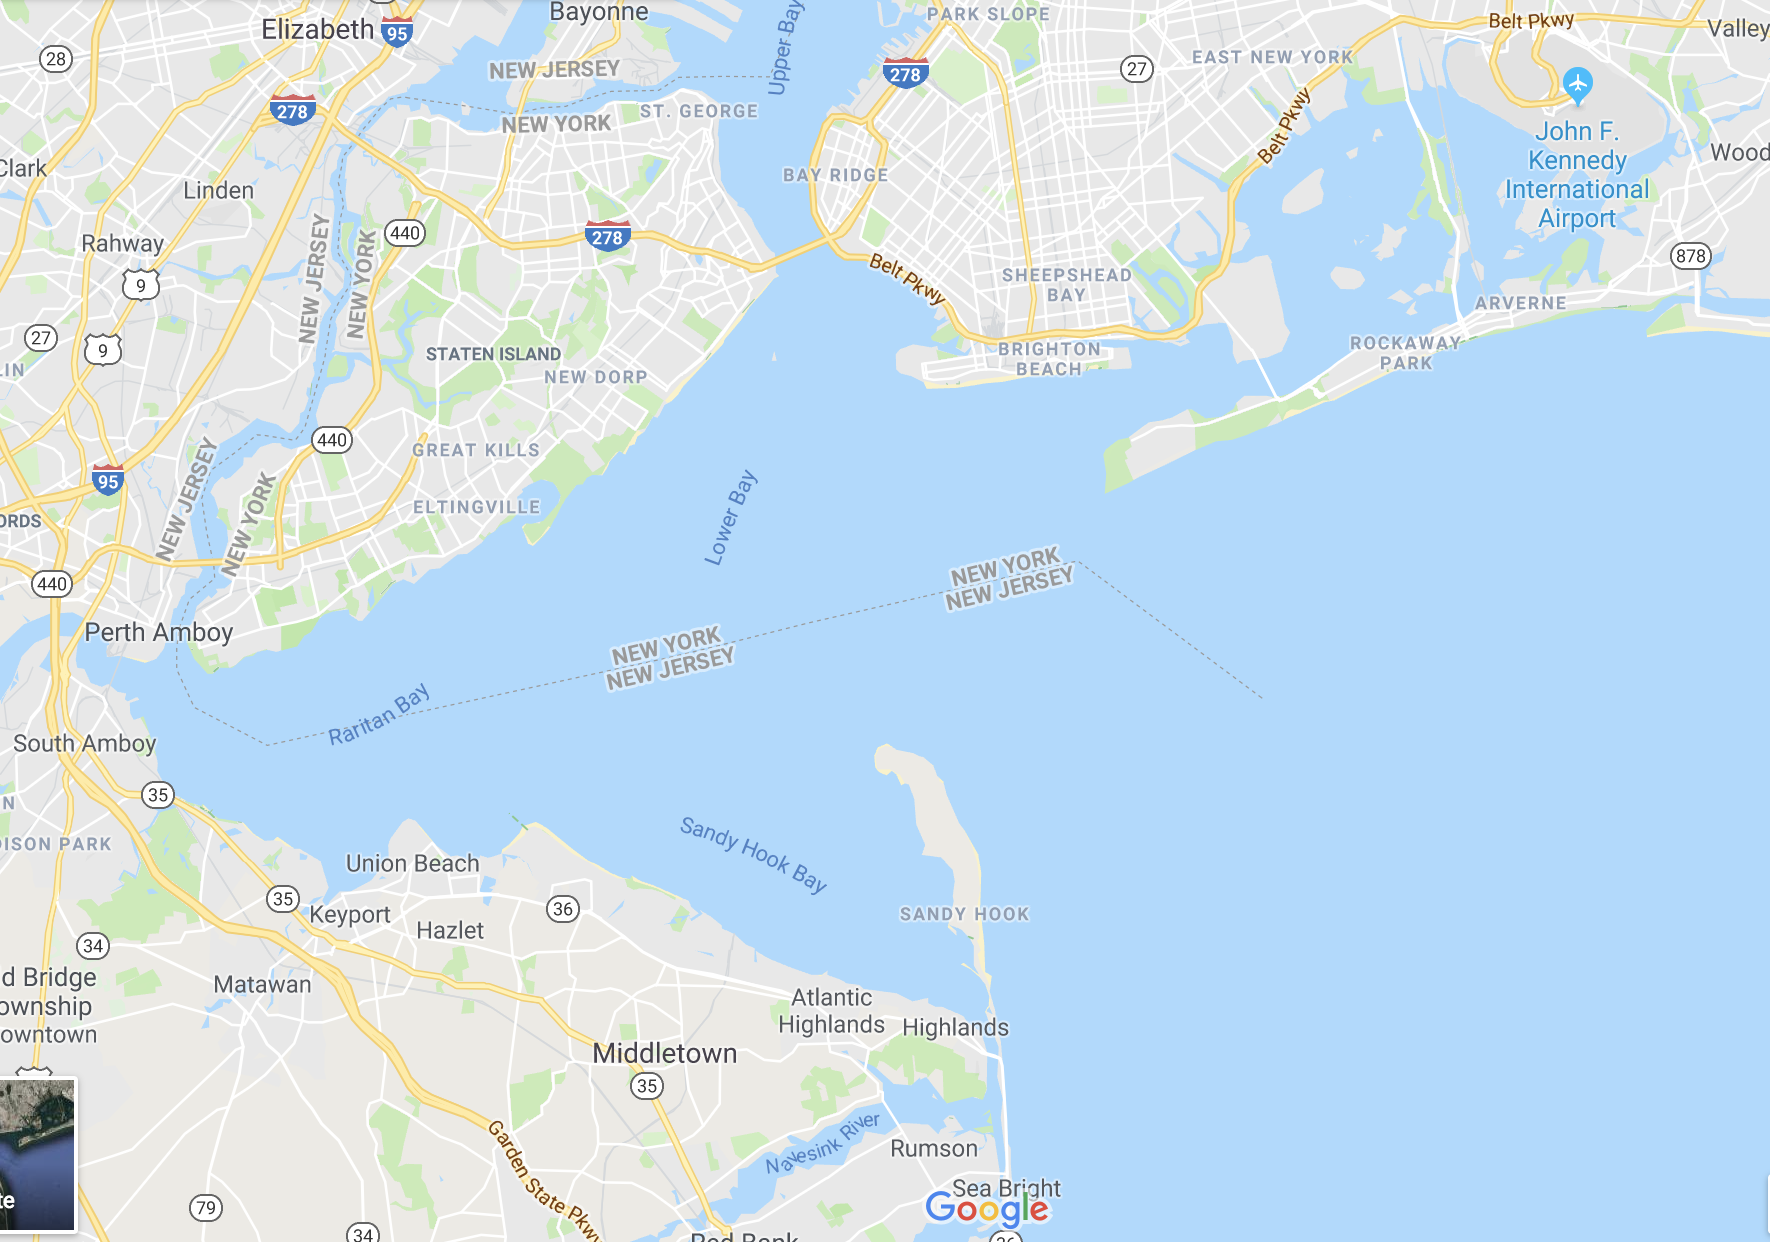 Bayonne
PARK SLOPE
Belt Pkwy
Elizabeth
95
Valley
28
NEW JERSEY
Upper Bay
278
27
EAST NEW YORK
278
ST. GEORGE
NEW YORK
Belt Pkwy
John F.
Kennedy
International
Airport
Wood
Clark
Linden
BAY RIDGE
NEW JERSEY
NEW YORK
440
278
Rahway
9
Belt Pkwy
SHEEPSHEAD
BAY
878
ARVERNE
27
9
STATEN ISLAND
NEW DORP
BRIGHTON
BEACH
ROCKAWAY
PARK
LIN
440
GREAT KILLS
95
NEW JERSEY
NEW YORK
ELTINGVILLE
Lower Bay
ORDS
440
NEW YORK
NEW JERSEY
Perth Amboy
NEW YORK
NEW JERSEY
Raritan Bay
South Amboy
35
N
DISON PARK
Sandy Hook Bay
Union Beach
35
Keyport
36
Hazlet
SANDY HOOK
34
d Bridge
ownship
owntown
Matawan
Atlantic
Highlands
Highlands
Middletown
35
Garden State Pkwy
Navesink River
Rumson
te
79
Sea Bright
Google
34
Red Bank
36